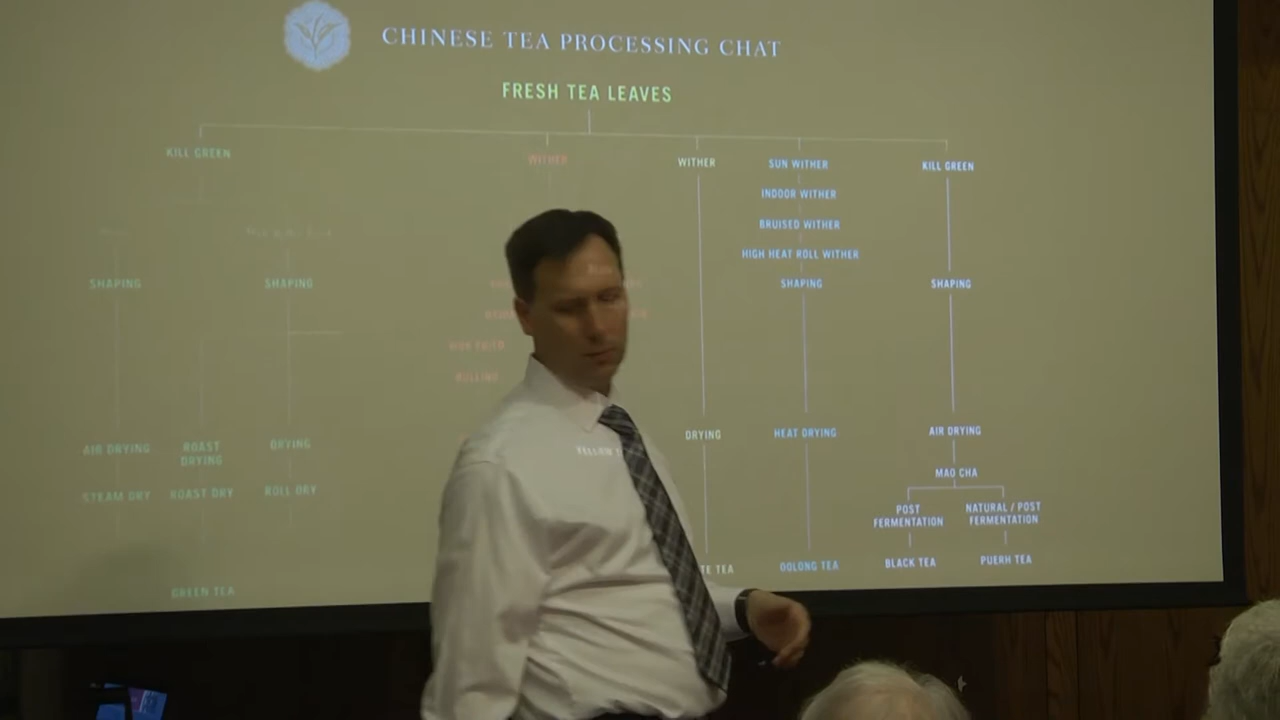 CHINESE TEA PROCESSING CHAT
FRESH TEA LEAVES
KILL GREEN
WITHER
WITHER
SUN WITHER
KILL GREEN
INDOOR WITHER
BRUISED WITHER
HIGH HEAT ROLL WITHER
SHAPING
SHAPING
SHAPING
SHAPING
ROLLING
AIR DRYING
ROAST
DRYING
DRYING
DRYING
HEAT DRYING
AIR DRYING
YELLOW
MAO CHA
STEAM DRY
ROAST DRY
ROLL DRY
POST
FERMENTATION
NATURAL / POST
FERMENTATION
GREEN TEA
TE TEA
OOLONG TEA
BLACK TEA
PUERH TEA